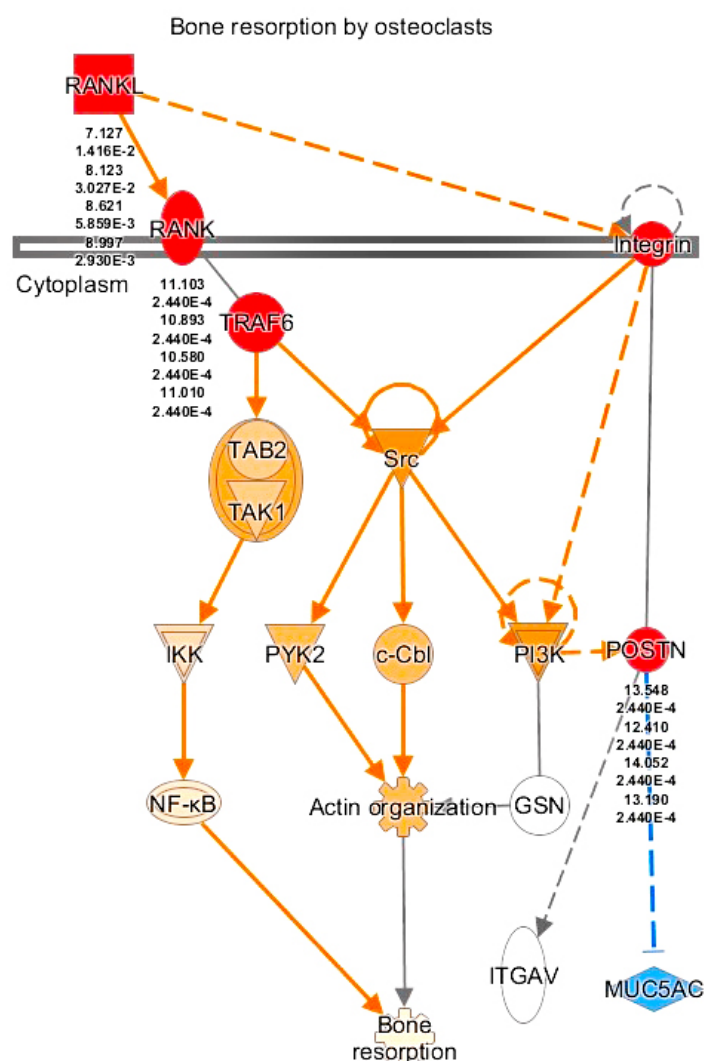 Bone resorption by osteoclasts
RANKL
7.127
1.416E-2
8.123
3.027E-2
8.621
5.859E-3
8.997
2.930E-3
RANK
Integrin
Cytoplasm
11.103
2.440E-4
10.893
2.440E-4
10.580
2.440E-4
11.010
2.440E-4
TRAF6
TAB2
TAK1
Src
IKK
PYK2
c-Cbl
PI3K
POSTN
13.548
2.440E-4
12.410
2.440E-4
14.052
2.440E-4
13.190
2.440E-4
NF-κB
Actin organization
GSN
ITGAV
MUC5AC
Bone
resorption